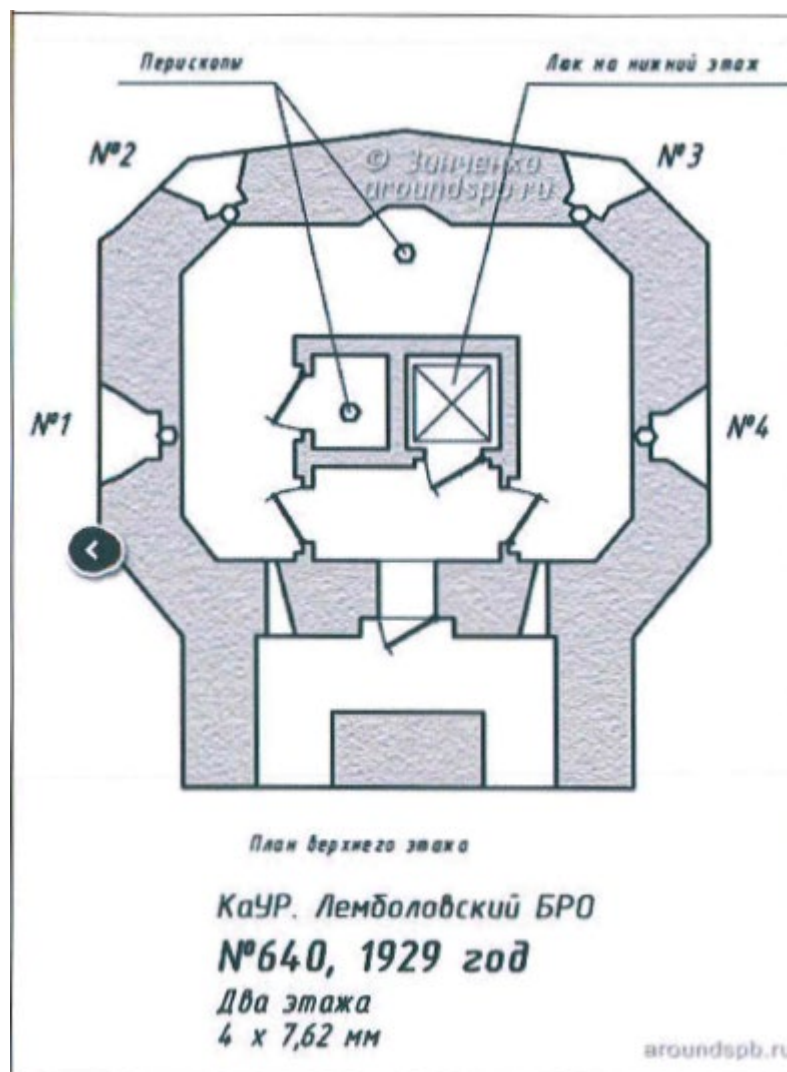 Перископы
Люк на нижний этаж
№2
№3
© Зинченко
aroundspb.ru
№1
№4
План верхнего этажа
КаУР. Лемболовский БРО
№640, 1929 год
Два этажа
4 x 7,62 мм
aroundspb.ru